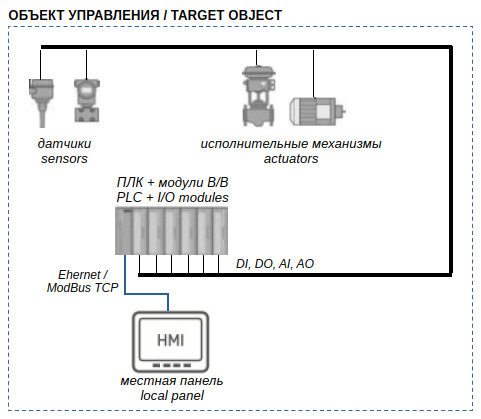 ОБЪЕКТ УПРАВЛЕНИЯ / TARGET OBJECT
датчики
sensors
исполнительные механизмы
actuators
ПЛК + модули В/В
PLC + I/O modules
DI, DO, AI, AO
Ehernet /
ModBus TCP
HMI
местная панель
local panel